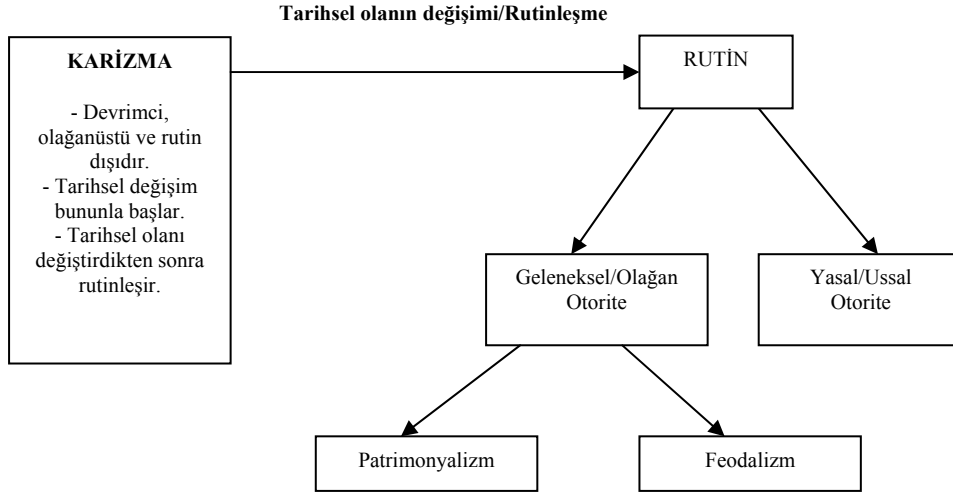 Tarihsel olanın değişimi/Rutinleşme
KARİZMA
- Devrimci,
olağanüstü ve rutin
dışıdır.
- Tarihsel değişim
bununla başlar.
- Tarihsel olanı
değiştirdikten sonra
rutinleşir.
RUTİN
Geleneksel/Olağan
Otorite
Yasal/Ussal
Otorite
Patrimonyalizm
Feodalizm